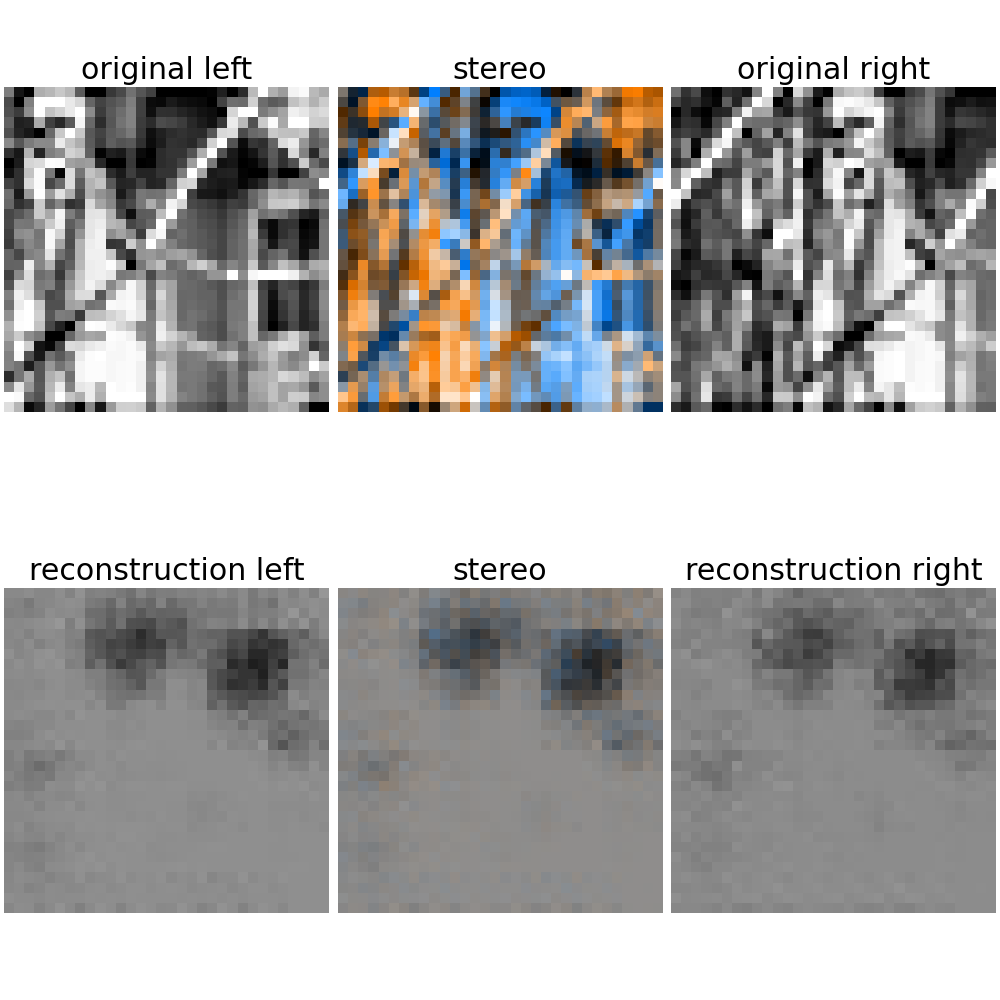 original left
stereo
original right
reconstruction left
stereo
reconstruction right